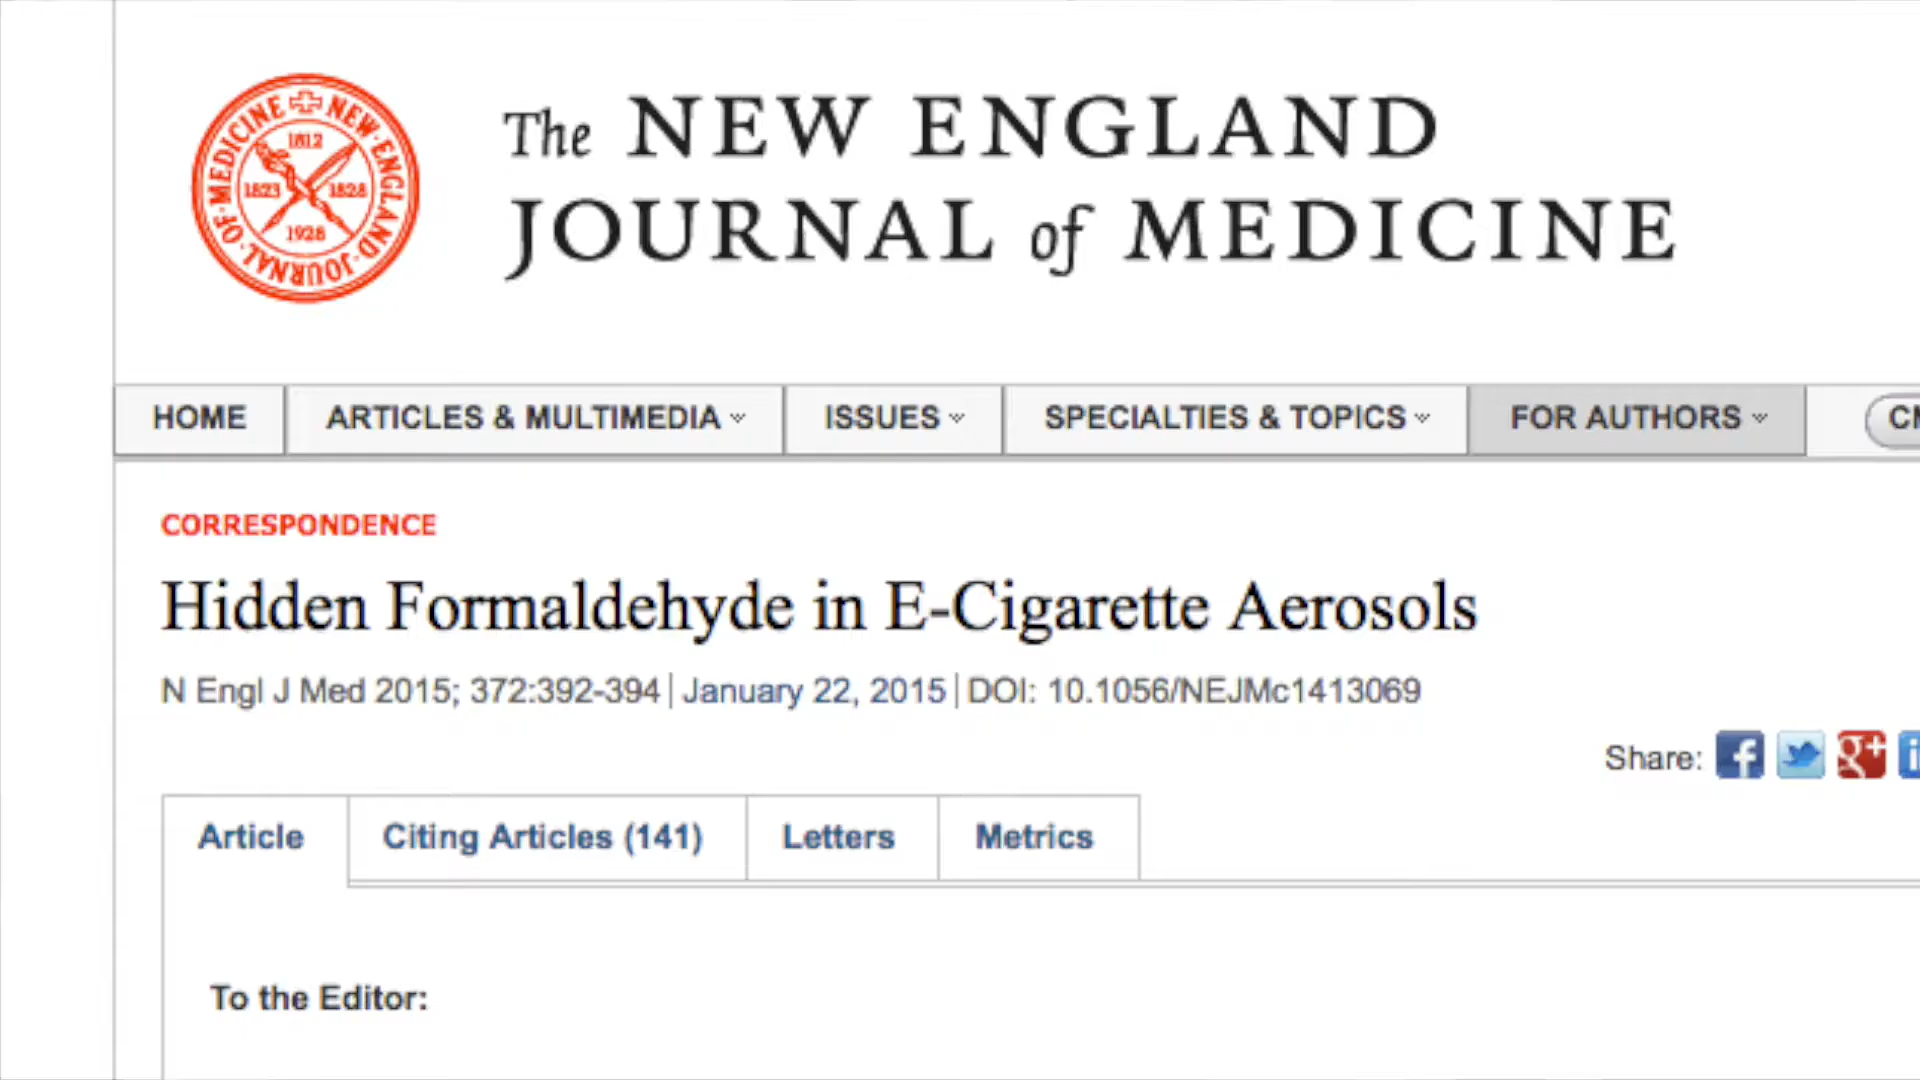 JOURNAL · OF · MEDICINE NEW · ENGLAND
1812
1823 1828
1928
The NEW ENGLAND
JOURNAL of MEDICINE
HOME ARTICLES & MULTIMEDIA ISSUES SPECIALTIES & TOPICS FOR AUTHORS
CORRESPONDENCE
Hidden Formaldehyde in E-Cigarette Aerosols
N Engl J Med 2015; 372:392-394 | January 22, 2015 | DOI: 10.1056/NEJMc1413069
Share: f g+
Article Citing Articles (141) Letters Metrics
To the Editor: